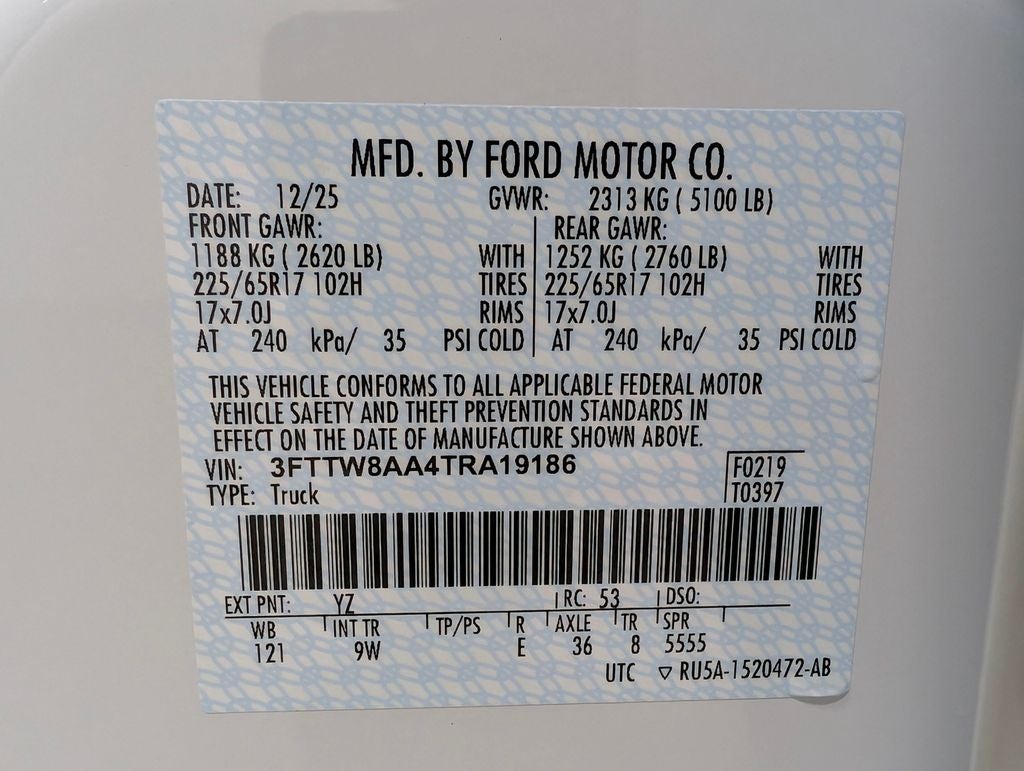 MFD. BY FORD MOTOR CO.
DATE: 12/25 GVWR: 2313 KG ( 5100 LB)
FRONT GAWR: REAR GAWR:
1188 KG ( 2620 LB) WITH 1252 KG ( 2760 LB) WITH
225/65R17 102H TIRES 225/65R17 102H TIRES
17x7.0J RIMS 17x7.0J RIMS
AT 240 kPa/ 35 PSI COLD AT 240 kPa/ 35 PSI COLD
THIS VEHICLE CONFORMS TO ALL APPLICABLE FEDERAL MOTOR
VEHICLE SAFETY AND THEFT PREVENTION STANDARDS IN
EFFECT ON THE DATE OF MANUFACTURE SHOWN ABOVE.
VIN: 3FTTW8AA4TRA19186 F0219
TYPE: Truck T0397
EXT PNT: YZ RC: 53 DSO:
WB INT TR TP/PS R AXLE TR SPR
121 9W E 36 8 5555
UTC ▽ RU5A-1520472-AB